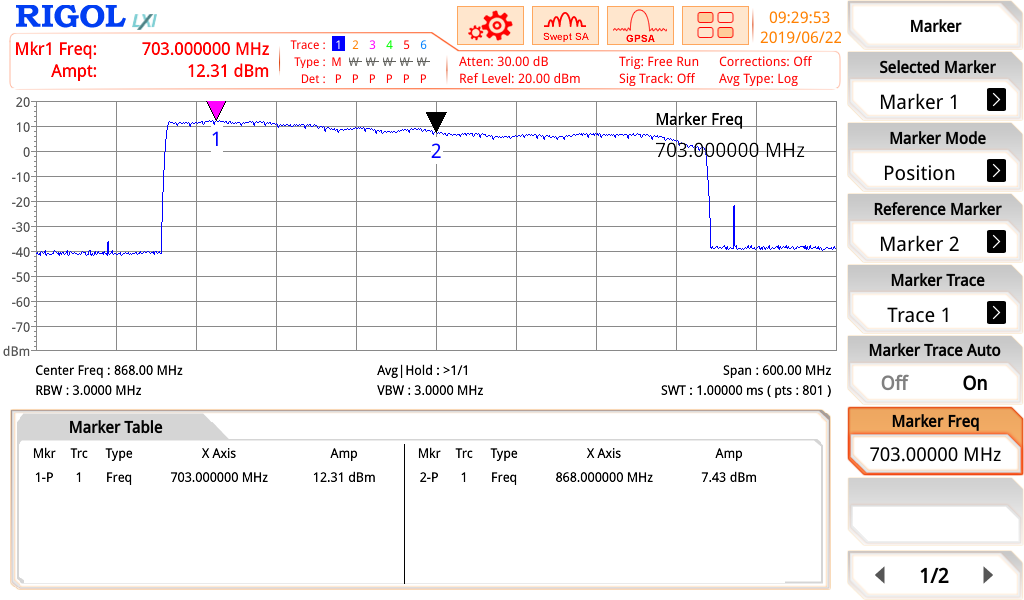 RIGOL LXI
Mkr1 Freq: 703.000000 MHz
Ampt: 12.31 dBm
Trace : 1 2 3 4 5 6
Type : M W W W W W
Det : P P P P P P
Swept SA
GPSA
09:29:53
2019/06/22
Atten: 30.00 dB Trig: Free Run Corrections: Off
Ref Level: 20.00 dBm Sig Track: Off Avg Type: Log
20
10
0
-10
-20
-30
-40
-50
-60
-70
dBm
1
2
Marker Freq
703.000000 MHz
Center Freq : 868.00 MHz Avg|Hold : >1/1 Span : 600.00 MHz
RBW : 3.0000 MHz VBW : 3.0000 MHz SWT : 1.00000 ms ( pts : 801 )
Marker Table
Mkr Trc Type X Axis Amp Mkr Trc Type X Axis Amp
1-P 1 Freq 703.000000 MHz 12.31 dBm 2-P 1 Freq 868.000000 MHz 7.43 dBm
Marker
Selected Marker
Marker 1
Marker Mode
Position
Reference Marker
Marker 2
Marker Trace
Trace 1
Marker Trace Auto
Off On
Marker Freq
703.00000 MHz
1/2